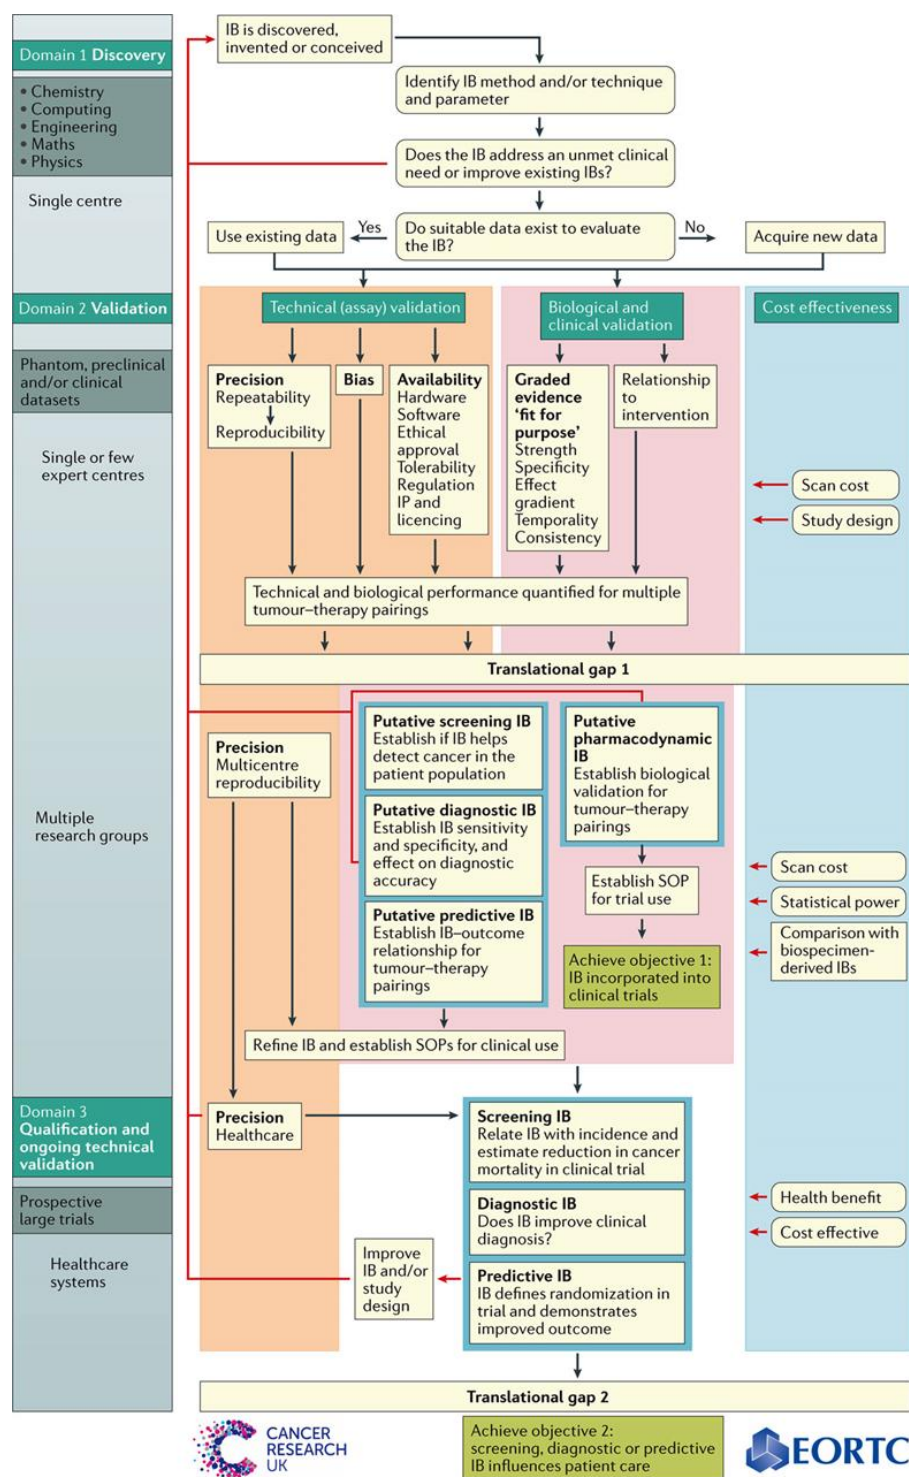 IB is discovered,
invented or conceived
Domain 1 Discovery
• Chemistry
• Computing
• Engineering
• Maths
• Physics
Single centre
Identify IB method and/or technique
and parameter
Does the IB address an unmet clinical
need or improve existing IBs?
Do suitable data exist to evaluate
the IB?
Yes
No
Use existing data
Acquire new data
Domain 2 Validation
Technical (assay) validation
Biological and
clinical validation
Cost effectiveness
Phantom, preclinical
and/or clinical
datasets
Single or few
expert centres
Precision
Repeatability
Reproducibility
Bias
Availability
Hardware
Software
Ethical
approval
Tolerability
Regulation
IP and
licencing
Graded
evidence
'fit for
purpose'
Strength
Specificity
Effect
gradient
Temporality
Consistency
Relationship
to
intervention
Scan cost
Study design
Technical and biological performance quantified for multiple
tumour–therapy pairings
Translational gap 1
Multiple
research groups
Precision
Multicentre
reproducibility
Putative screening IB
Establish if IB helps
detect cancer in the
patient population
Putative diagnostic IB
Establish IB sensitivity
and specificity, and
effect on diagnostic
accuracy
Putative predictive IB
Establish IB–outcome
relationship for
tumour–therapy
pairings
Putative
pharmacodynamic
IB
Establish biological
validation for
tumour–therapy
pairings
Establish SOP
for trial use
Achieve objective 1:
IB incorporated into
clinical trials
Scan cost
Statistical power
Comparison with
biospecimen-
derived IBs
Refine IB and establish SOPs for clinical use
Domain 3
Qualification and
ongoing technical
validation
Prospective
large trials
Healthcare
systems
Precision
Healthcare
Screening IB
Relate IB with incidence and
estimate reduction in cancer
mortality in clinical trial
Diagnostic IB
Does IB improve clinical
diagnosis?
Predictive IB
IB defines randomization in
trial and demonstrates
improved outcome
Improve
IB and/or
study
design
Health benefit
Cost effective
Translational gap 2
CANCER
RESEARCH
UK
Achieve objective 2:
screening, diagnostic or predictive
IB influences patient care
EORTC